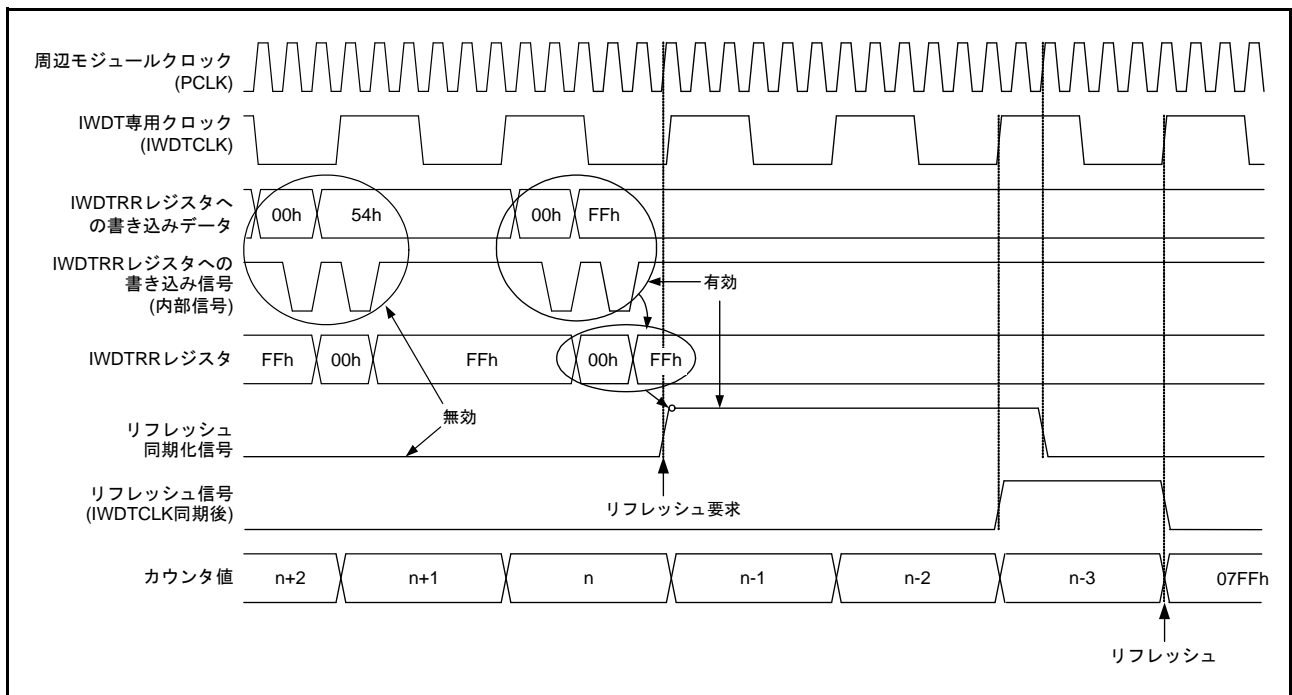 周辺モジュールクロック
(PCLK)
IWDT専用クロック
(IWDTCLK)
IWDTRRレジスタへ
の書き込みデータ
00h
54h
00h
FFh
IWDTRRレジスタへの
書き込み信号
(内部信号)
有効
IWDTRRレジスタ
FFh
00h
FFh
00h
FFh
無効
リフレッシュ
同期化信号
リフレッシュ要求
リフレッシュ信号
(IWDTCLK同期後)
カウンタ値
n+2
n+1
n
n-1
n-2
n-3
07FFh
リフレッシュ